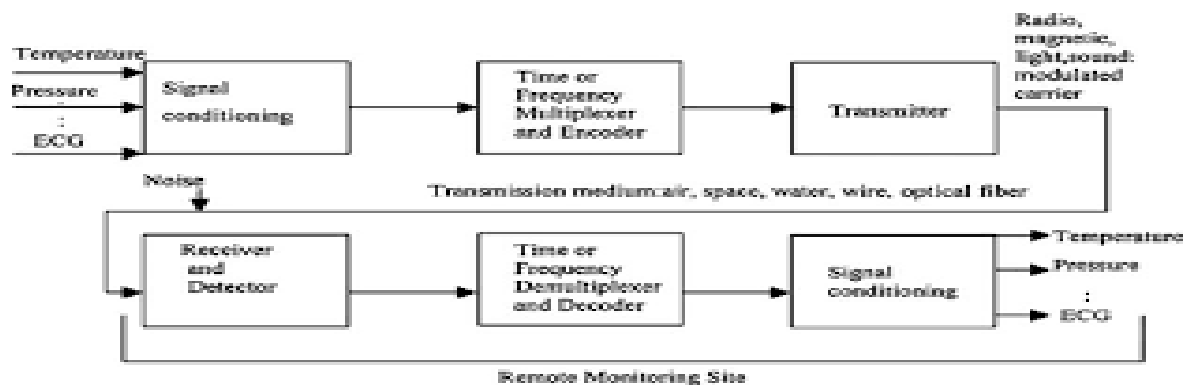 Temperature
Pressure
:
ECG
Signal
conditioning
Time or
Frequency
Multiplexer
and Encoder
Transmitter
Radio,
magnetic,
light,sound:
modulated
carrier
Noise
Transmission medium:air, space, water, wire, optical fiber
Receiver
and
Detector
Time or
Frequency
Demultiplexer
and Decoder
Signal
conditioning
Temperature
Pressure
:
ECG
Remote Monitoring Site